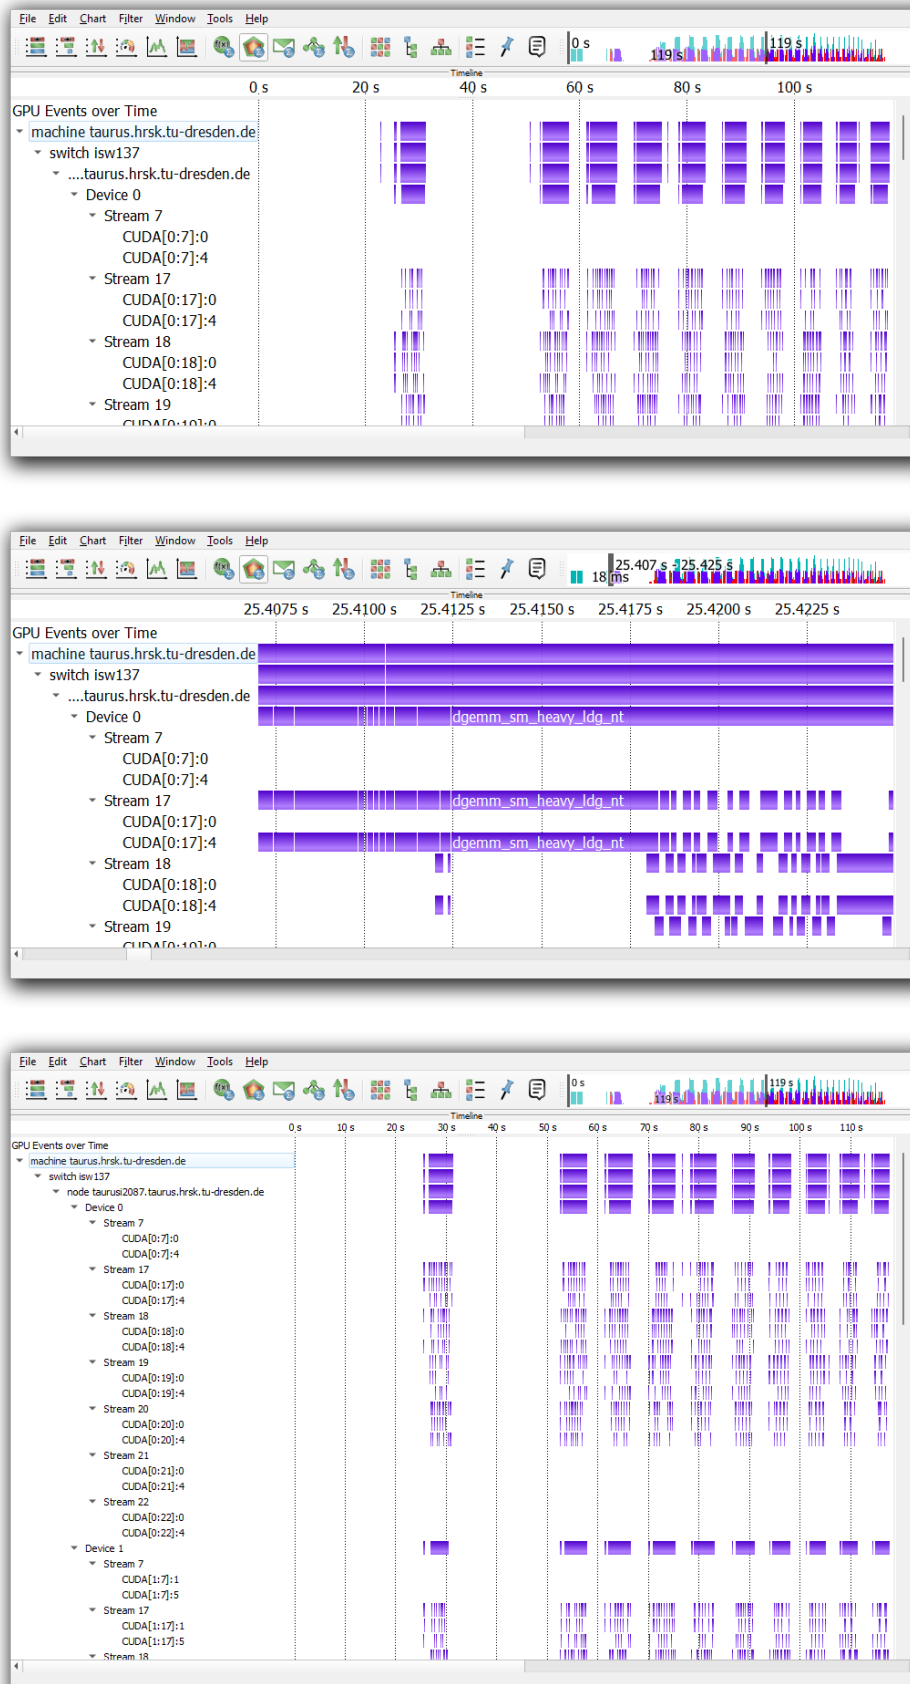 File Edit Chart Filter Window Tools Help
0 s 119 s
119 s
Timeline
0 s 20 s 40 s 60 s 80 s 100 s
GPU Events over Time
machine taurus.hrsk.tu-dresden.de
switch isw137
....taurus.hrsk.tu-dresden.de
Device 0
Stream 7
CUDA[0:7]:0
CUDA[0:7]:4
Stream 17
CUDA[0:17]:0
CUDA[0:17]:4
Stream 18
CUDA[0:18]:0
CUDA[0:18]:4
Stream 19
CUDA[0:19]:0
File Edit Chart Filter Window Tools Help
25.407 s - 25.425 s
18 ms
Timeline
25.4075 s 25.4100 s 25.4125 s 25.4150 s 25.4175 s 25.4200 s 25.4225 s
GPU Events over Time
machine taurus.hrsk.tu-dresden.de
switch isw137
....taurus.hrsk.tu-dresden.de
Device 0 dgemm_sm_heavy_ldg_nt
Stream 7
CUDA[0:7]:0
CUDA[0:7]:4
Stream 17 dgemm_sm_heavy_ldg_nt
CUDA[0:17]:0
CUDA[0:17]:4 dgemm_sm_heavy_ldg_nt
Stream 18
CUDA[0:18]:0
CUDA[0:18]:4
Stream 19
CUDA[0:19]:0
File Edit Chart Filter Window Tools Help
0 s 119 s
119 s
Timeline
0 s 10 s 20 s 30 s 40 s 50 s 60 s 70 s 80 s 90 s 100 s 110 s
GPU Events over Time
machine taurus.hrsk.tu-dresden.de
switch isw137
node taurusi2087.taurus.hrsk.tu-dresden.de
Device 0
Stream 7
CUDA[0:7]:0
CUDA[0:7]:4
Stream 17
CUDA[0:17]:0
CUDA[0:17]:4
Stream 18
CUDA[0:18]:0
CUDA[0:18]:4
Stream 19
CUDA[0:19]:0
CUDA[0:19]:4
Stream 20
CUDA[0:20]:0
CUDA[0:20]:4
Stream 21
CUDA[0:21]:0
CUDA[0:21]:4
Stream 22
CUDA[0:22]:0
CUDA[0:22]:4
Device 1
Stream 7
CUDA[1:7]:1
CUDA[1:7]:5
Stream 17
CUDA[1:17]:1
CUDA[1:17]:5
Stream 18